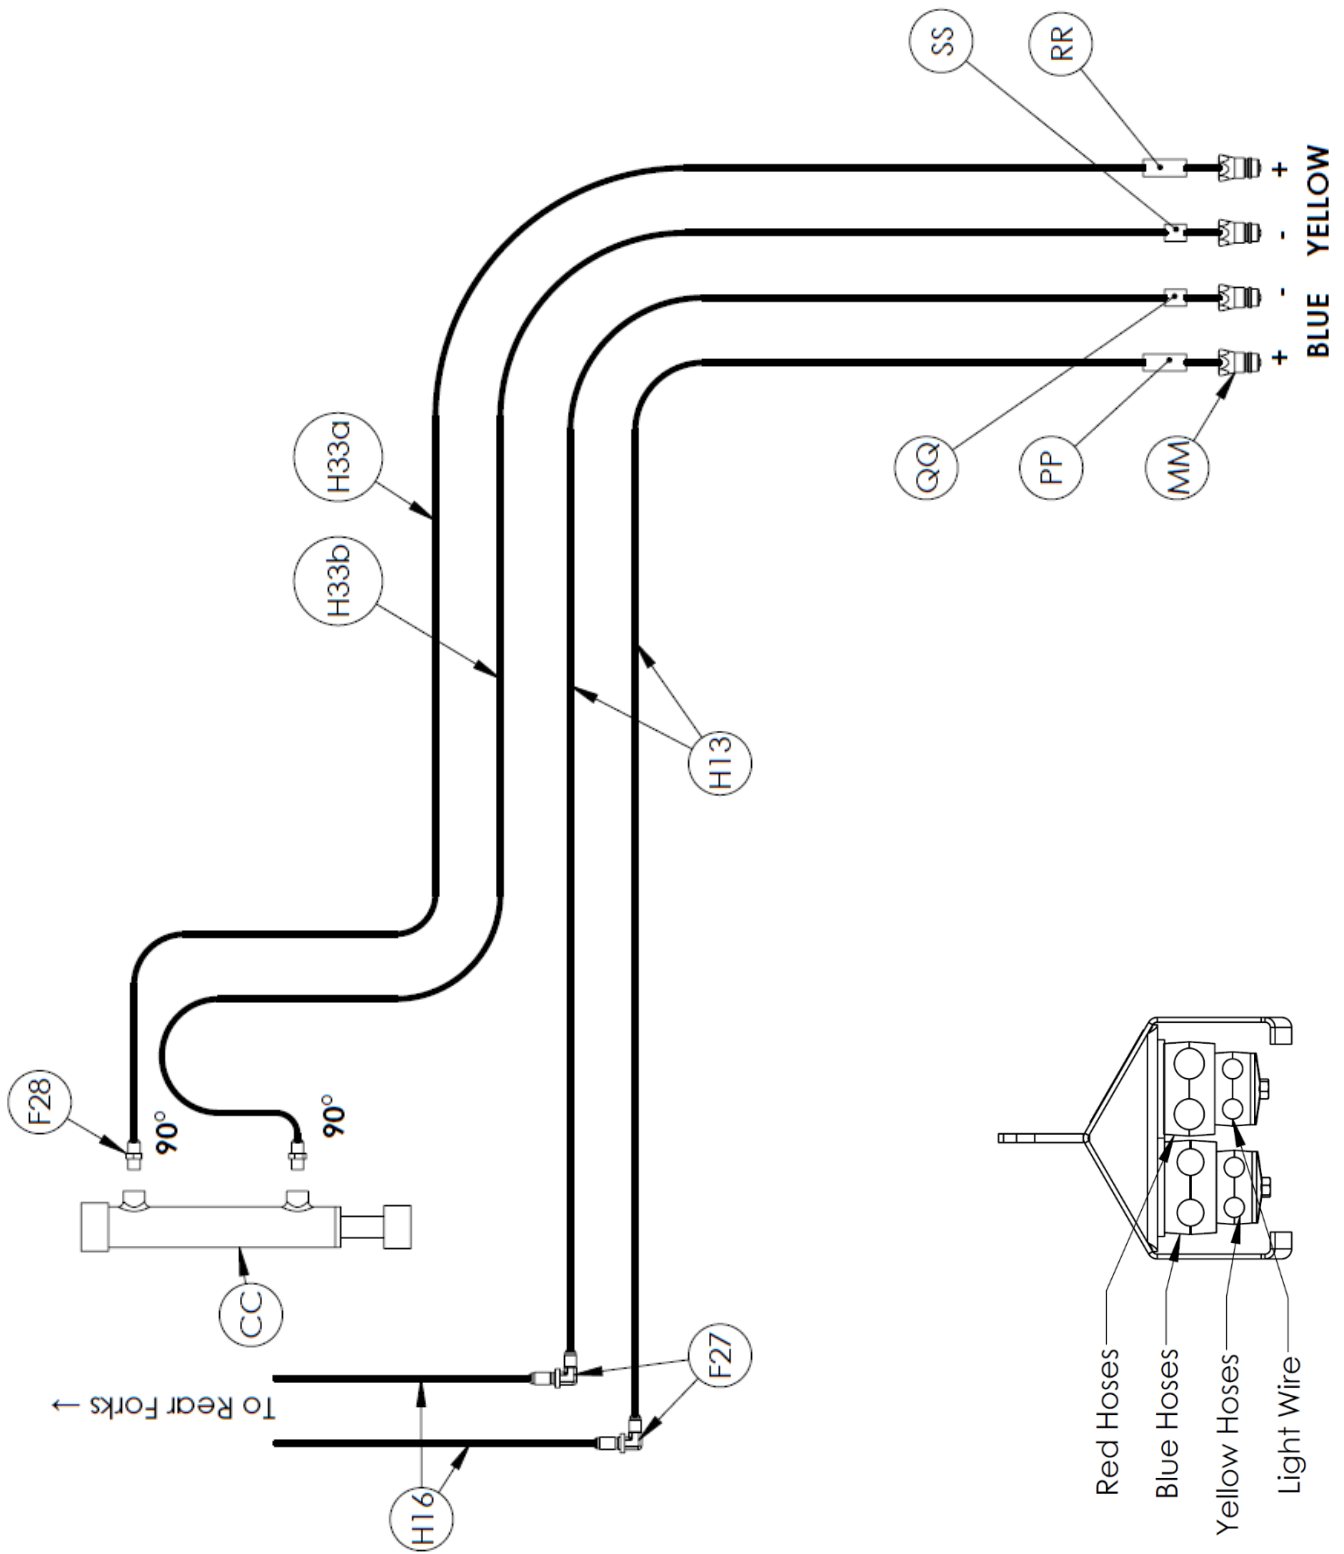 SS
RR
+ - - +
BLUE YELLOW
QQ
PP
MM
H33a
H33b
H13
F28
90°
90°
CC
F27
H16
To Rear Forks →
Red Hoses
Blue Hoses
Yellow Hoses
Light Wire